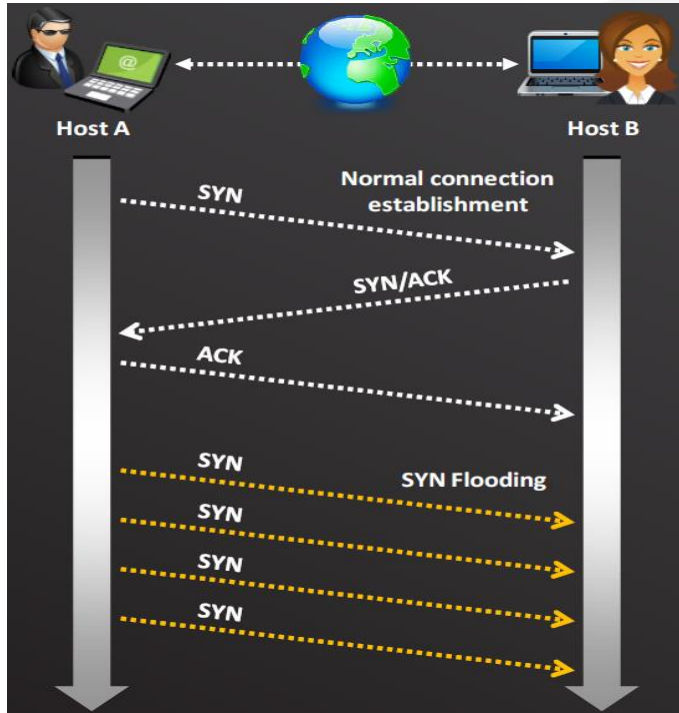 @
Host A
Host B
Normal connection
establishment
SYN
SYN/ACK
ACK
SYN
SYN Flooding
SYN
SYN
SYN